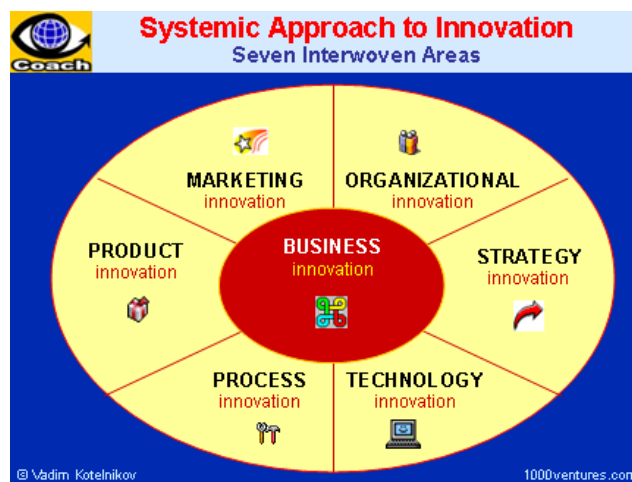 Systemic Approach to Innovation
Seven Interwoven Areas
Coach
MARKETING
innovation
ORGANIZATIONAL
innovation
PRODUCT
innovation
BUSINESS
innovation
STRATEGY
innovation
PROCESS
innovation
TECHNOLOGY
innovation
© Vadim Kotelnikov
1000ventures.com